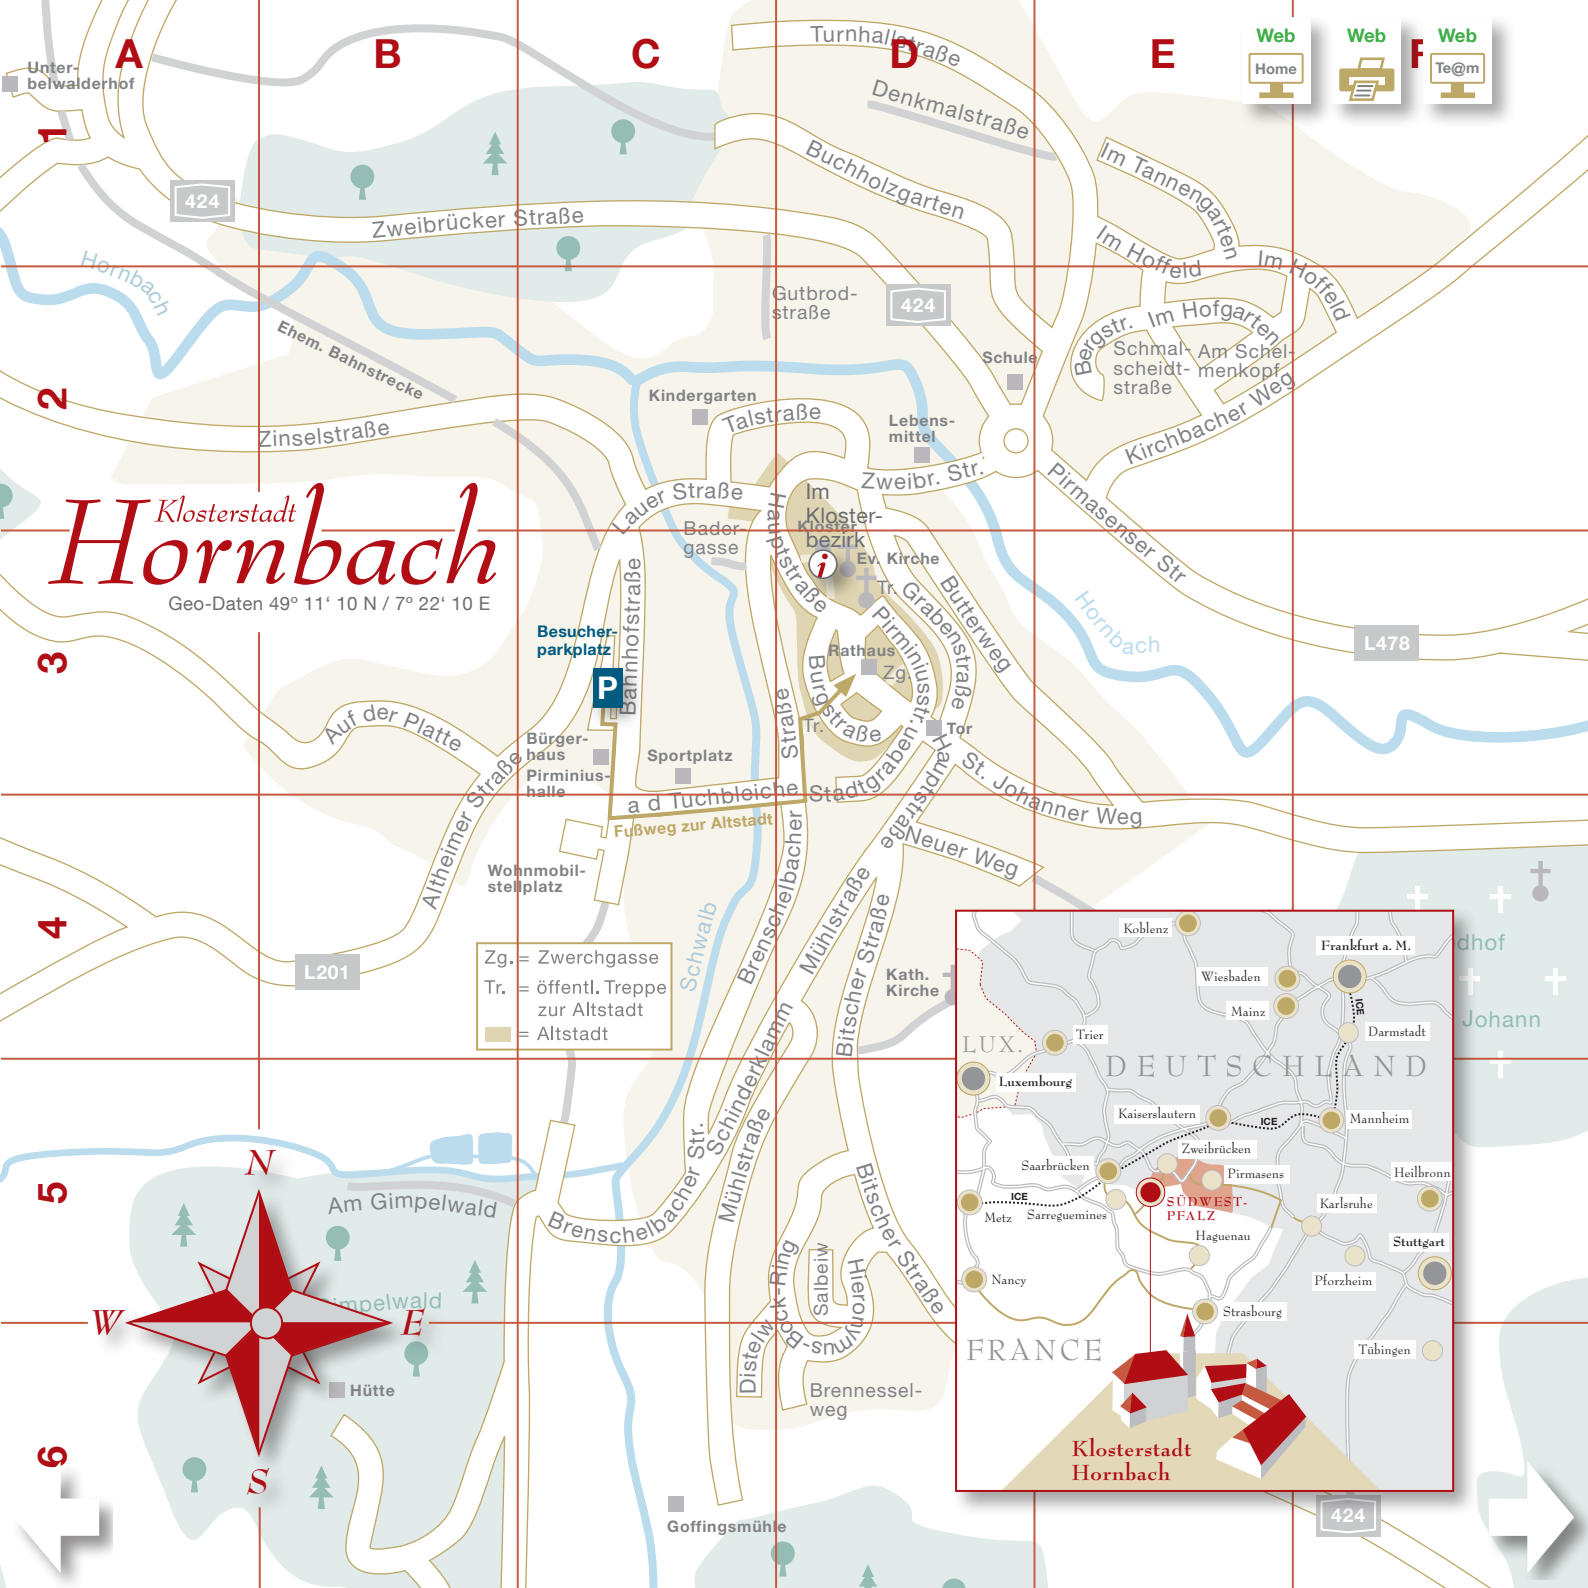 A
B
C
D
E
F
Web
Home
Web
Web
Te@m
1
2
3
4
5
6
Unter-
belwalderhof
424
Zweibrücker Straße
Turnhallstraße
Denkmalstraße
Buchholzgarten
Im Tannengarten
Im Hoffeld
Im Hoffeld
Im Hofgarten
Bergstr.
Schmal-
scheidt-
straße
Am Schel-
menkopf
Kirchbacher Weg
Hornbach
Ehem. Bahnstrecke
Gutbrod-
straße
424
Schule
Kindergarten
Talstraße
Lebens-
mittel
Zweibr. Str.
Zinselstraße
Lauer Straße
Pirmasenser Str
Klosterstadt
Hornbach
Geo-Daten 49° 11‘ 10 N / 7° 22‘ 10 E
Bader-
gasse
Hauptstraße
Im
Kloster-
bezirk
Kloster
i
Ev. Kirche
Tr.
Grabenstraße
Butterweg
Pirminiusstr.
Rathaus
Zg.
Burgstraße
Tr.
Tor
Hornbach
L478
Besucher-
parkplatz
P
Bahnhofstraße
Auf der Platte
Bürger-
haus
Pirminius-
halle
Sportplatz
Straße
a d Tuchbleiche
Stadtgraben
Hauptstraße
St. Johanner Weg
Fußweg zur Altstadt
Altheimer Straße
Neuer Weg
Wohnmobil-
stellplatz
Brenschelbacher
Mühlstraße
Bitscher Straße
Schwalb
L201
Zg. = Zwerchgasse
Tr. = öffentl. Treppe
zur Altstadt
= Altstadt
Kath.
Kirche
dhof
Johann
Schinderklamm
Mühlstraße
Brenschelbacher Str.
Bitscher Straße
Am Gimpelwald
Gimpelwald
N
W
E
S
Hütte
Distelw
Bock-Ring
Salbeiw
Hieronymus-
Brennessel-
weg
Goffingsmühle
424
Koblenz
Frankfurt a. M.
Wiesbaden
Mainz
ICE
Darmstadt
Trier
LUX.
DEUTSCHLAND
Luxembourg
Kaiserslautern
ICE
Mannheim
Zweibrücken
Saarbrücken
Pirmasens
Heilbronn
ICE
SÜDWEST-
PFALZ
Metz
Sarreguemines
Karlsruhe
Haguenau
Stuttgart
Nancy
Pforzheim
Strasbourg
FRANCE
Tübingen
Klosterstadt
Hornbach